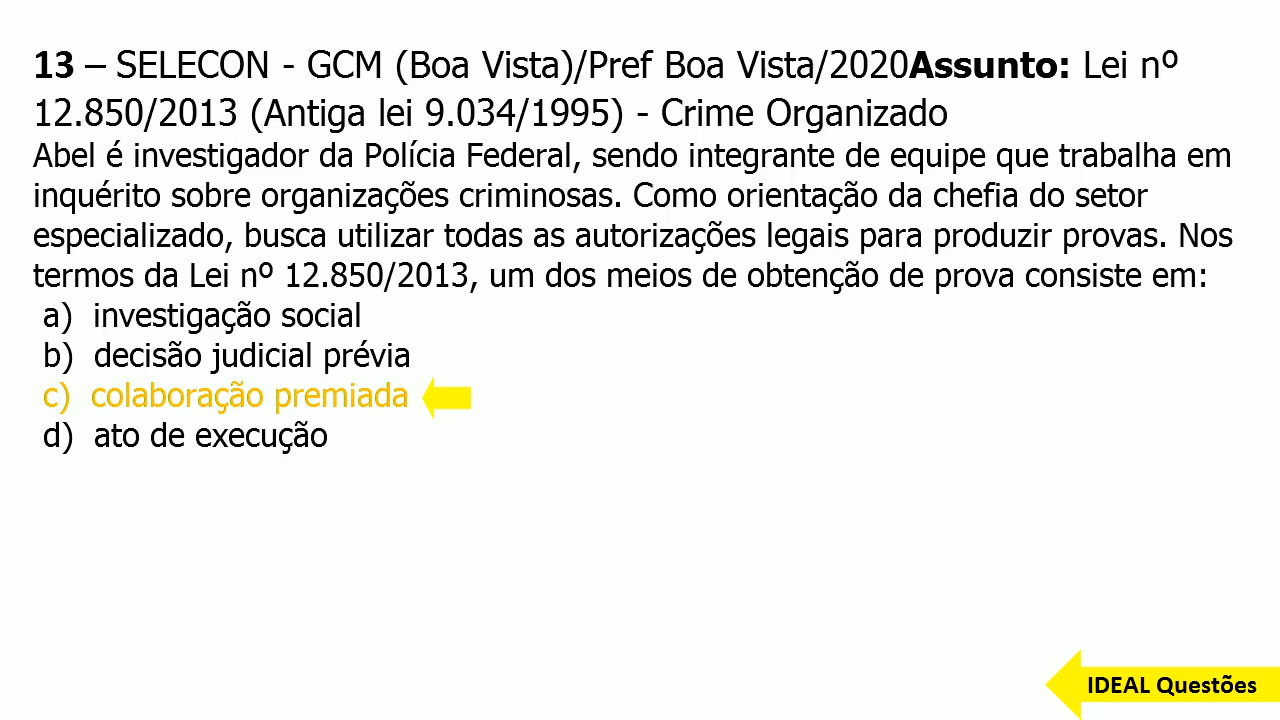 13 – SELECON - GCM (Boa Vista)/Pref Boa Vista/2020Assunto: Lei nº
12.850/2013 (Antiga lei 9.034/1995) - Crime Organizado
Abel é investigador da Polícia Federal, sendo integrante de equipe que trabalha em
inquérito sobre organizações criminosas. Como orientação da chefia do setor
especializado, busca utilizar todas as autorizações legais para produzir provas. Nos
termos da Lei nº 12.850/2013, um dos meios de obtenção de prova consiste em:
a) investigação social
b) decisão judicial prévia
c) colaboração premiada
d) ato de execução
IDEAL Questões